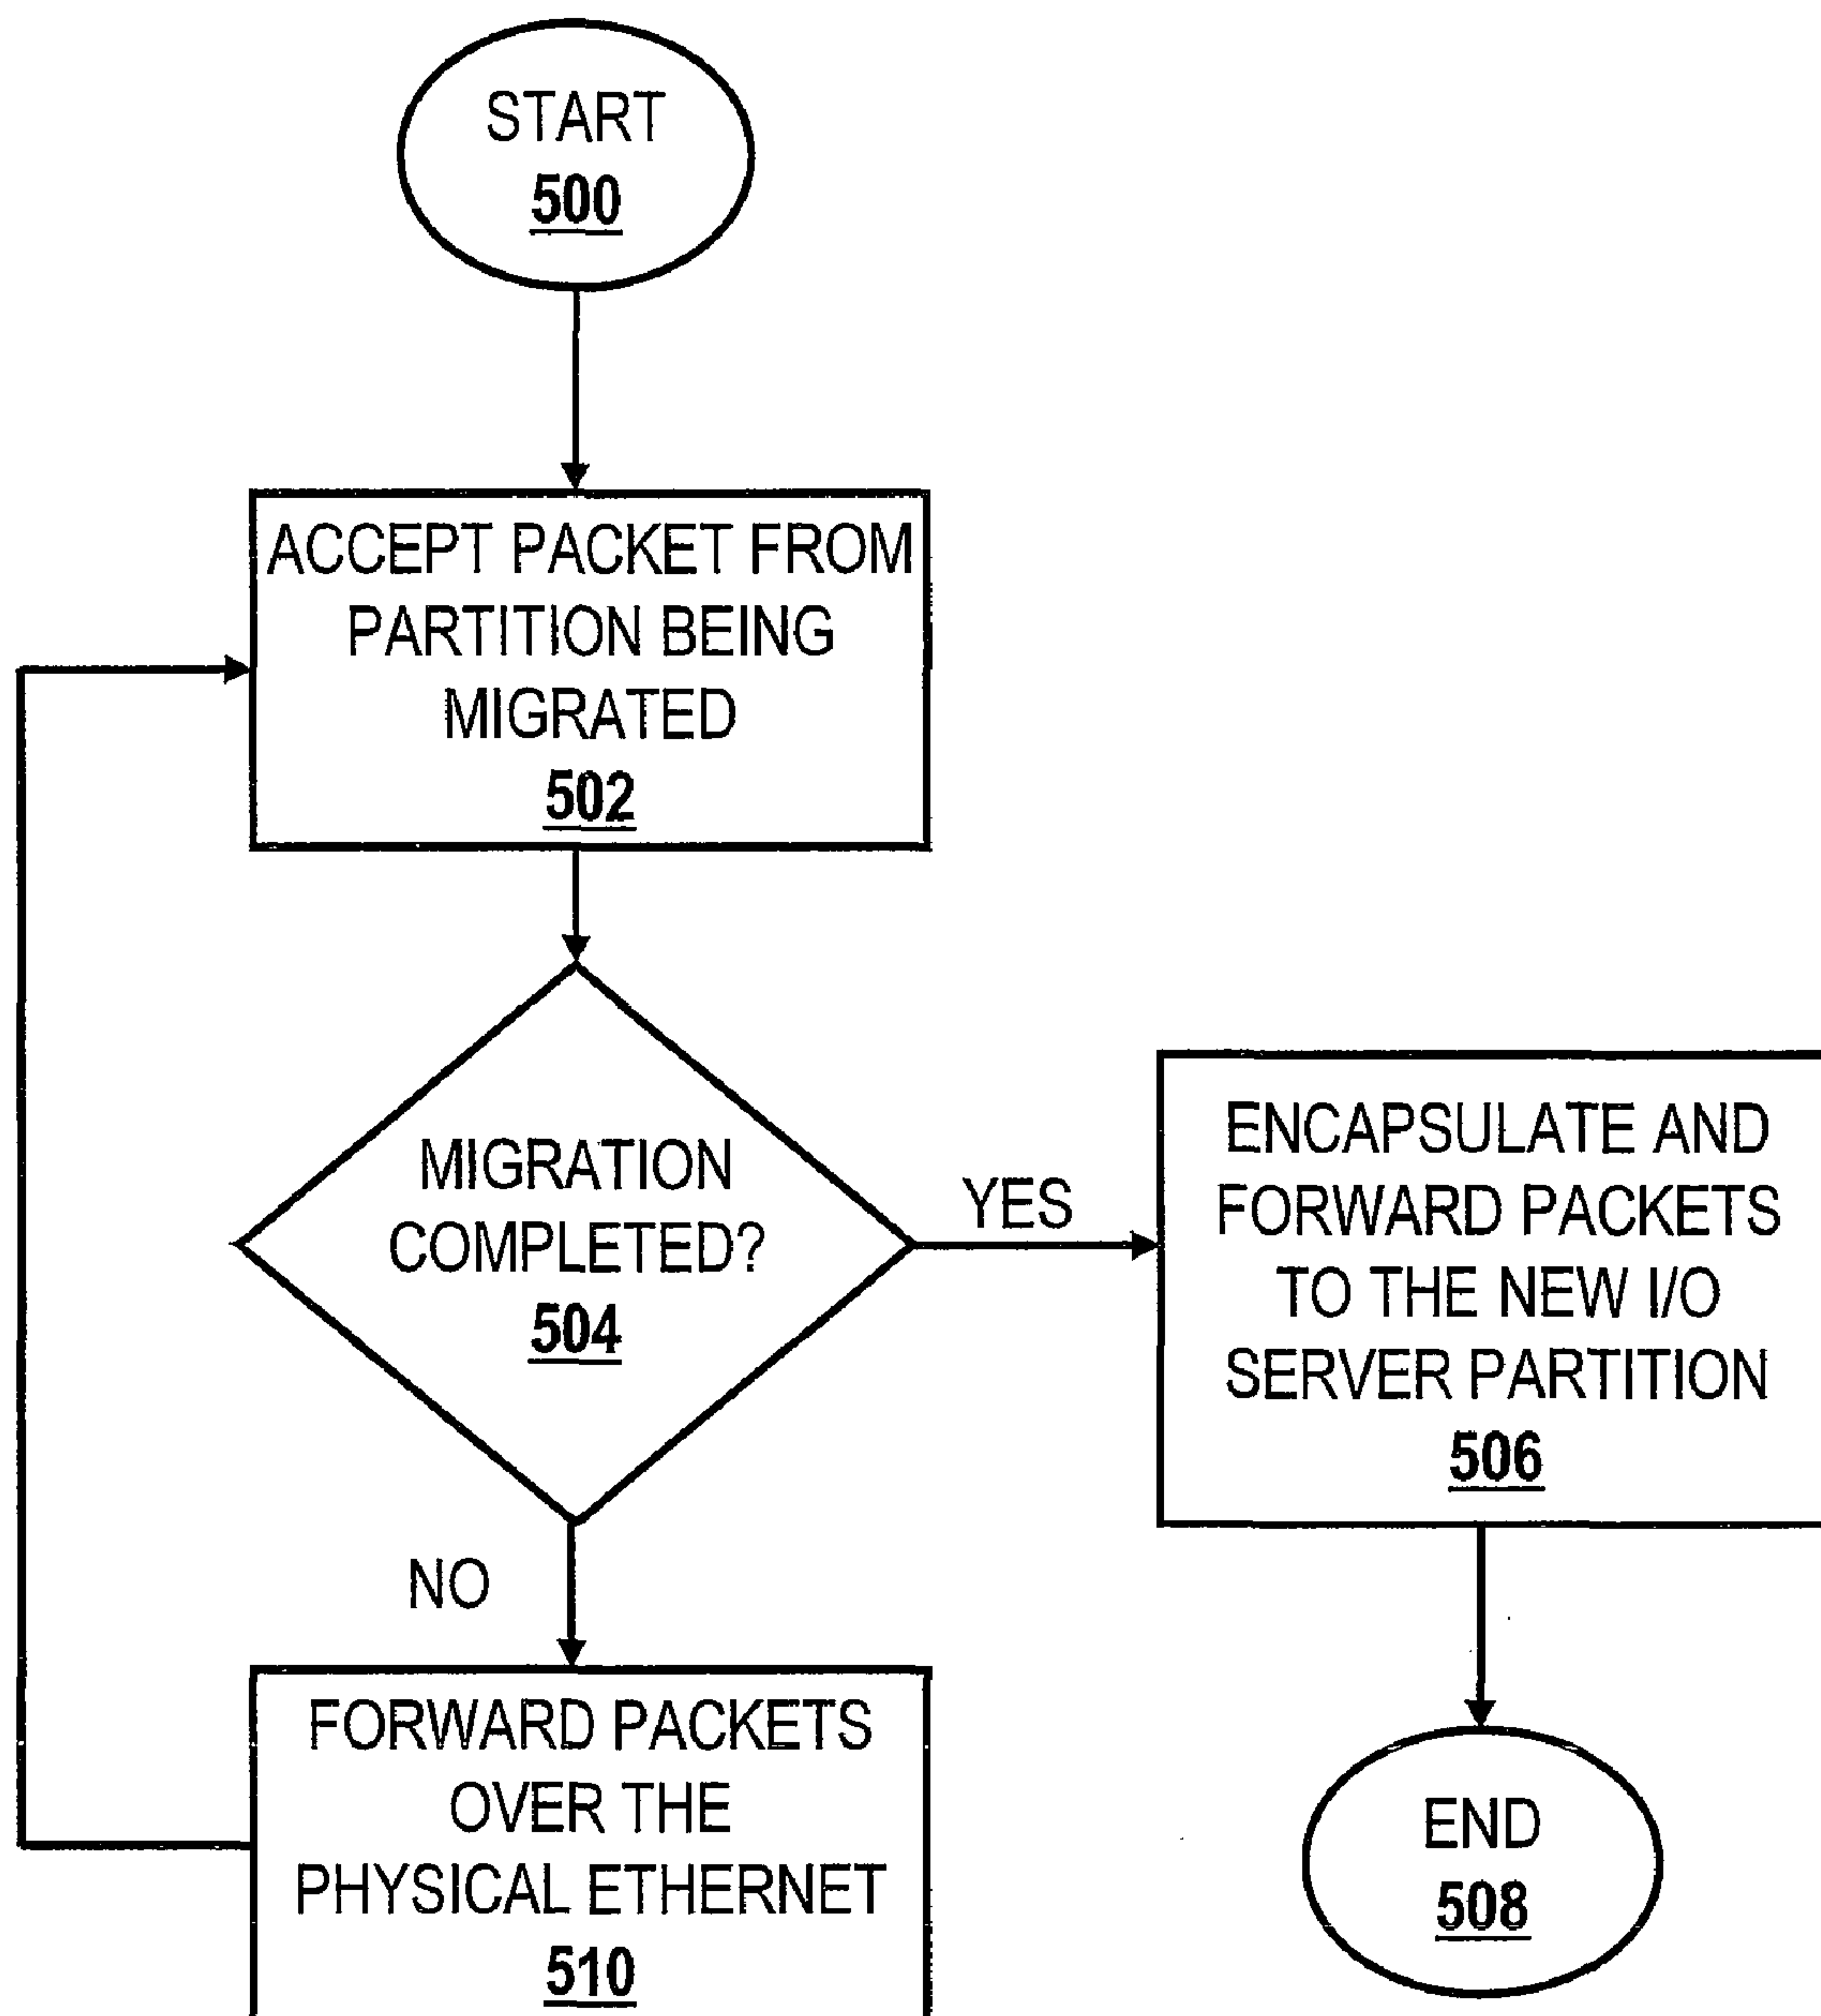 START
500
ACCEPT PACKET FROM
PARTITION BEING
MIGRATED
502
MIGRATION
COMPLETED?
504
YES
ENCAPSULATE AND
FORWARD PACKETS
TO THE NEW I/O
SERVER PARTITION
506
NO
FORWARD PACKETS
OVER THE
PHYSICAL ETHERNET
510
END
508